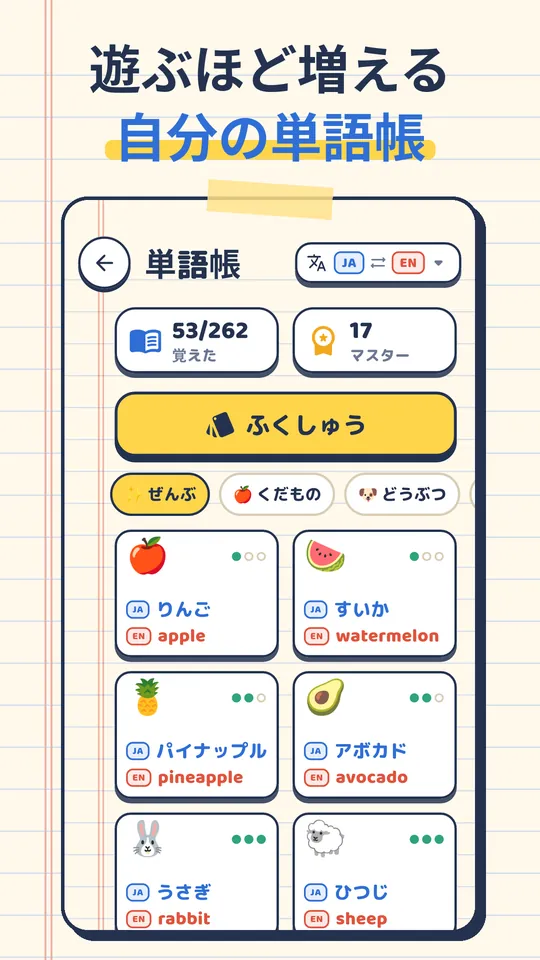 遊ぶほど増える
自分の単語帳
単語帳
JA EN
53/262
覚えた
17
マスター
ふくしゅう
ぜんぶ くだもの どうぶつ
JA りんご
EN apple
JA すいか
EN watermelon
JA パイナップル
EN pineapple
JA アボカド
EN avocado
JA うさぎ
EN rabbit
JA ひつじ
EN sheep